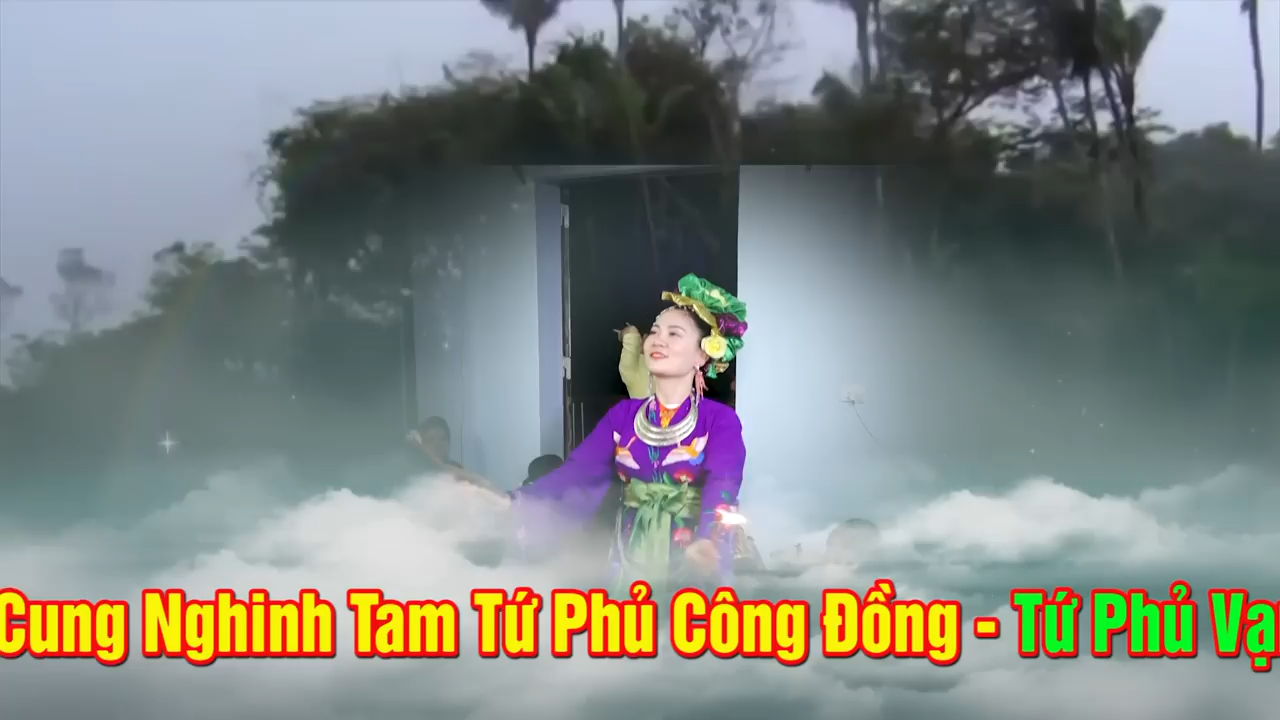 Cung Nghinh Tam Tứ Phủ Công Đồng - Tứ Phủ